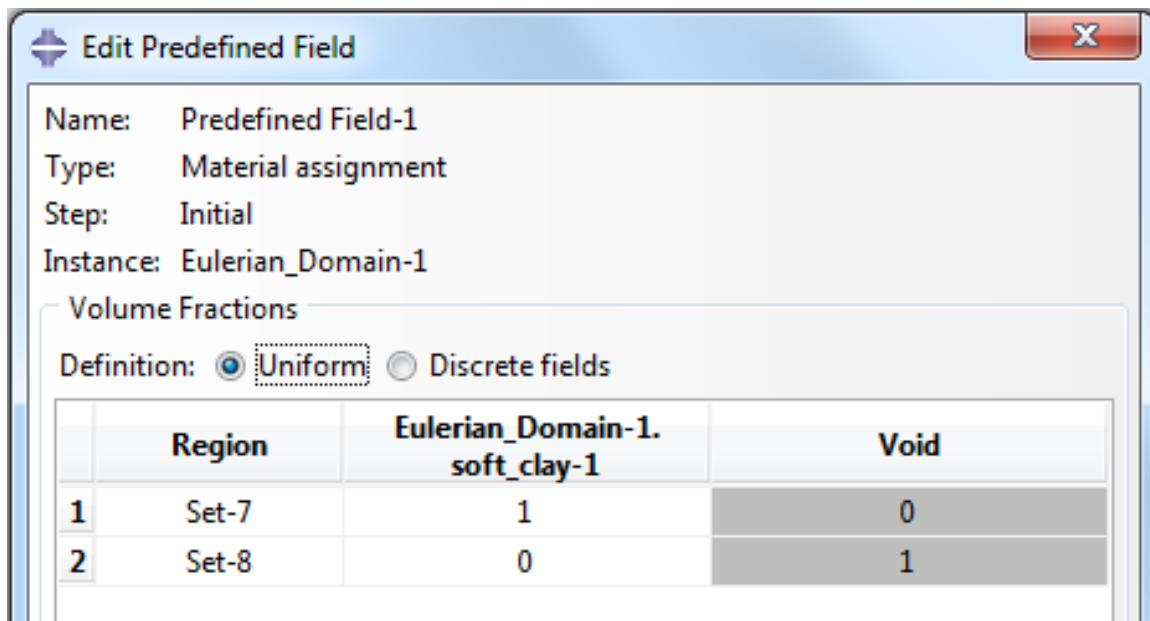 Edit Predefined Field
X
Name: Predefined Field-1
Type: Material assignment
Step: Initial
Instance: Eulerian_Domain-1
Volume Fractions
Definition: Uniform Discrete fields
Region Eulerian_Domain-1. Void
soft_clay-1
1 Set-7 1 0
2 Set-8 0 1